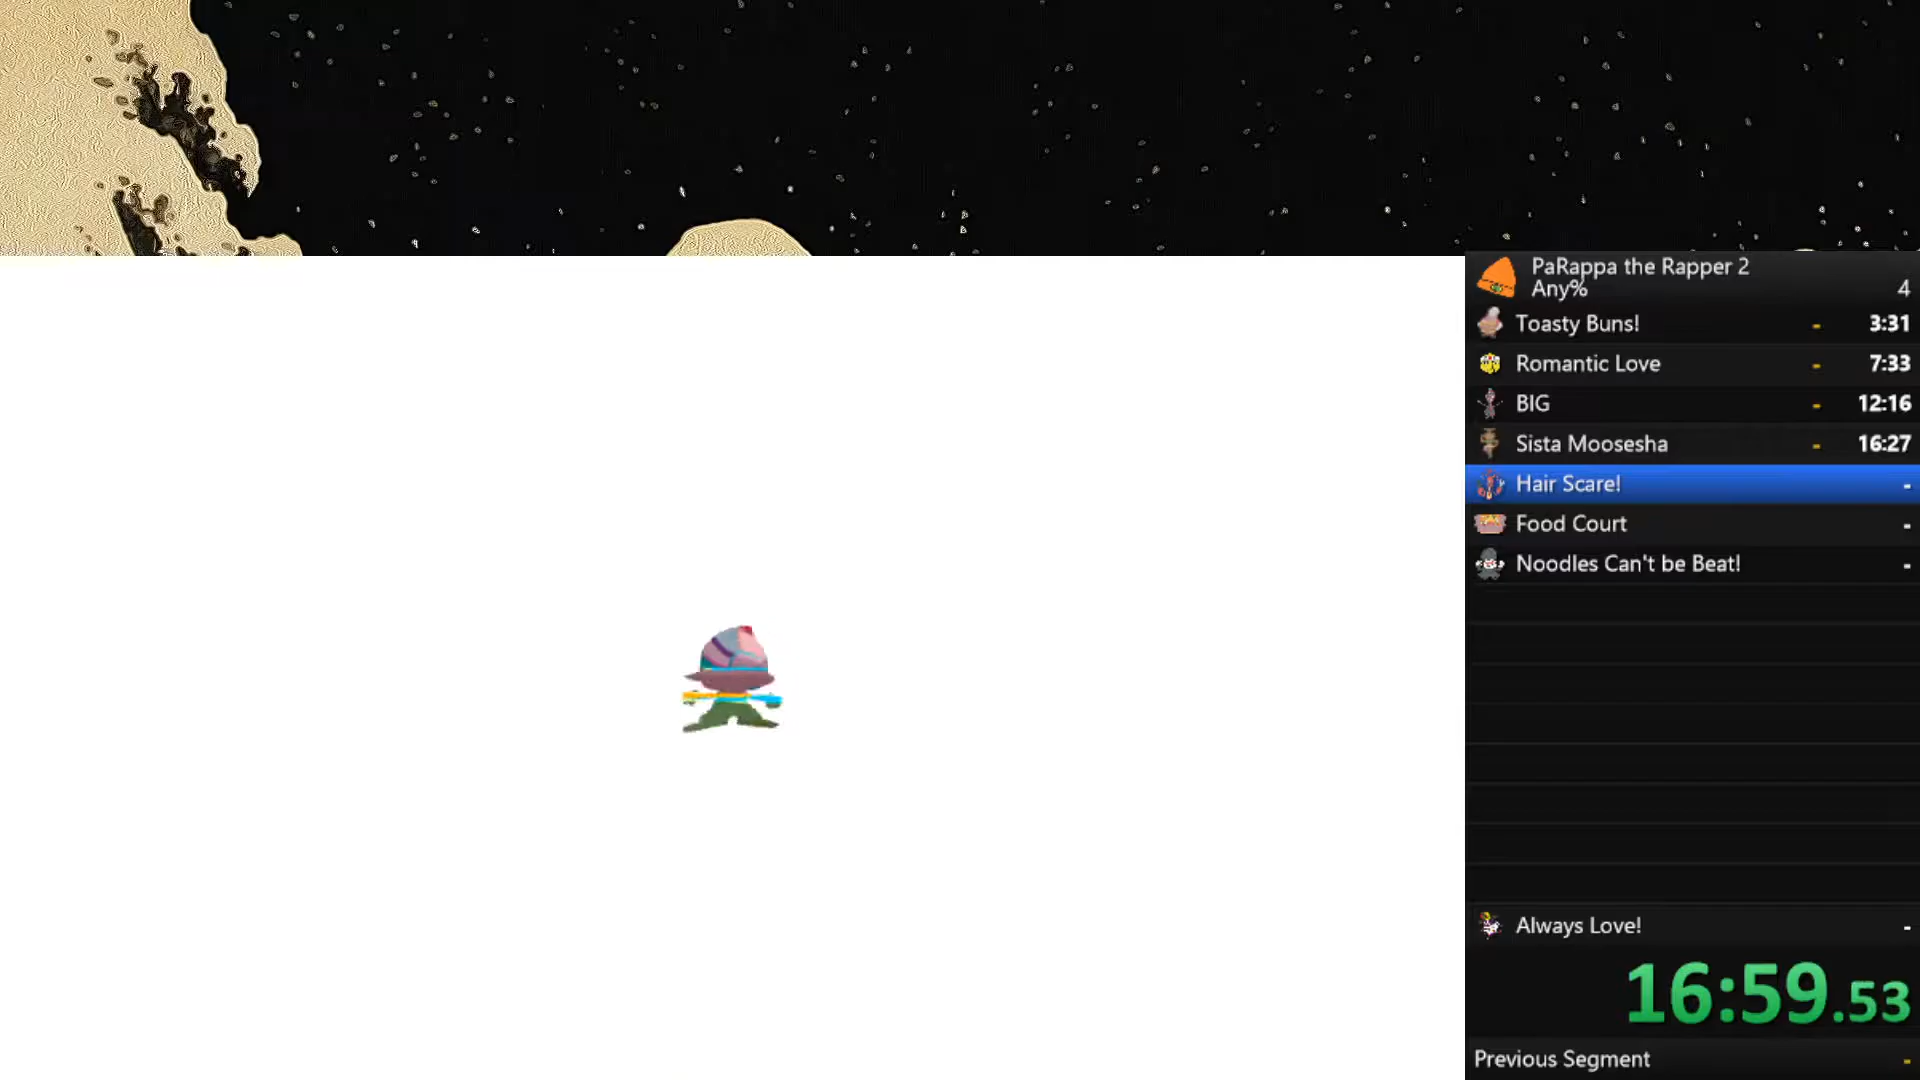 PaRappa the Rapper 2
Any% 4
Toasty Buns! - 3:31
Romantic Love - 7:33
BIG - 12:16
Sista Moosesha - 16:27
Hair Scare! -
Food Court -
Noodles Can't be Beat! -
Always Love! -
16:59.53
Previous Segment -